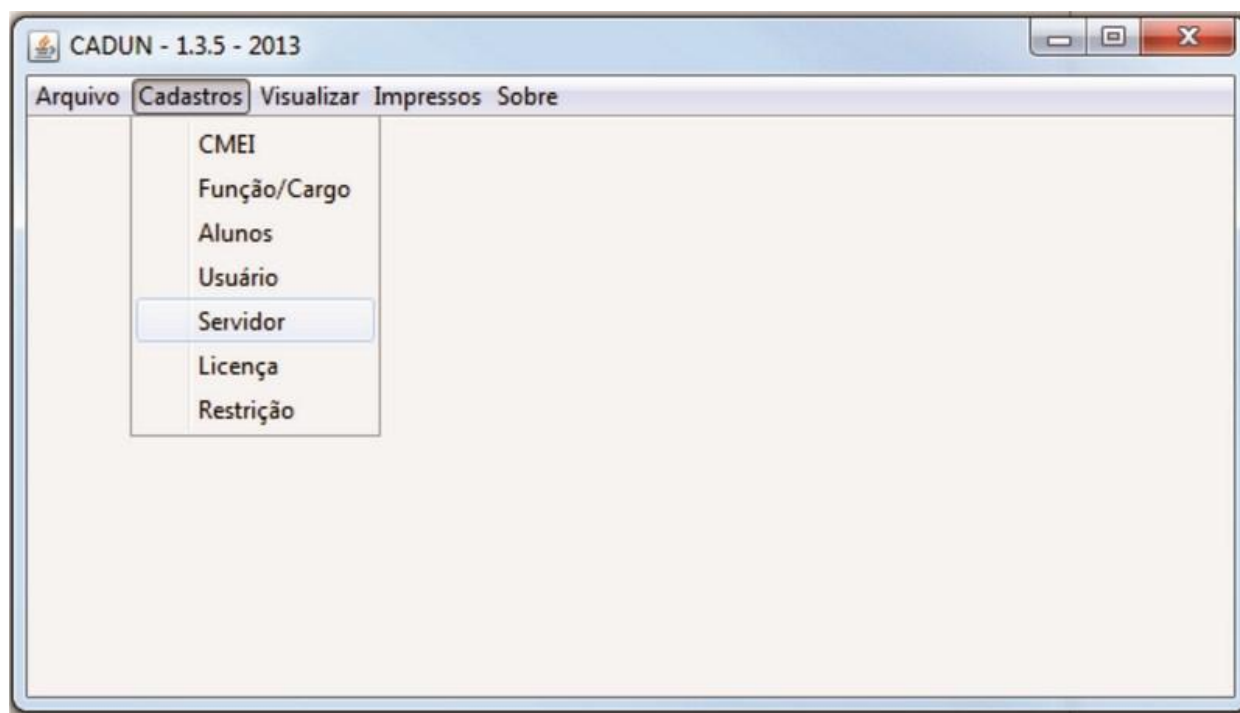 CADUN - 1.3.5 - 2013
Arquivo Cadastros Visualizar Impressos Sobre
CMEI
Função/Cargo
Alunos
Usuário
Servidor
Licença
Restrição